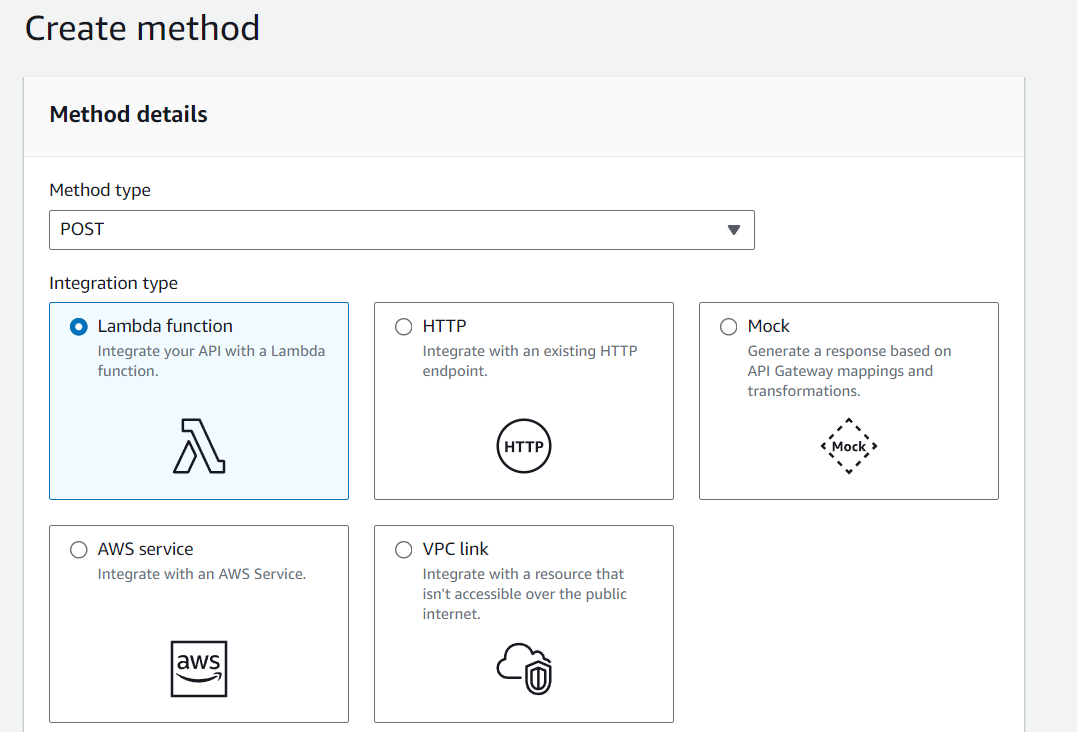 Create method
Method details
Method type
POST
Integration type
Lambda function
Integrate your API with a Lambda
function.
HTTP
Integrate with an existing HTTP
endpoint.
HTTP
Mock
Generate a response based on
API Gateway mappings and
transformations.
Mock
AWS service
Integrate with an AWS Service.
aws
VPC link
Integrate with a resource that
isn't accessible over the public
internet.